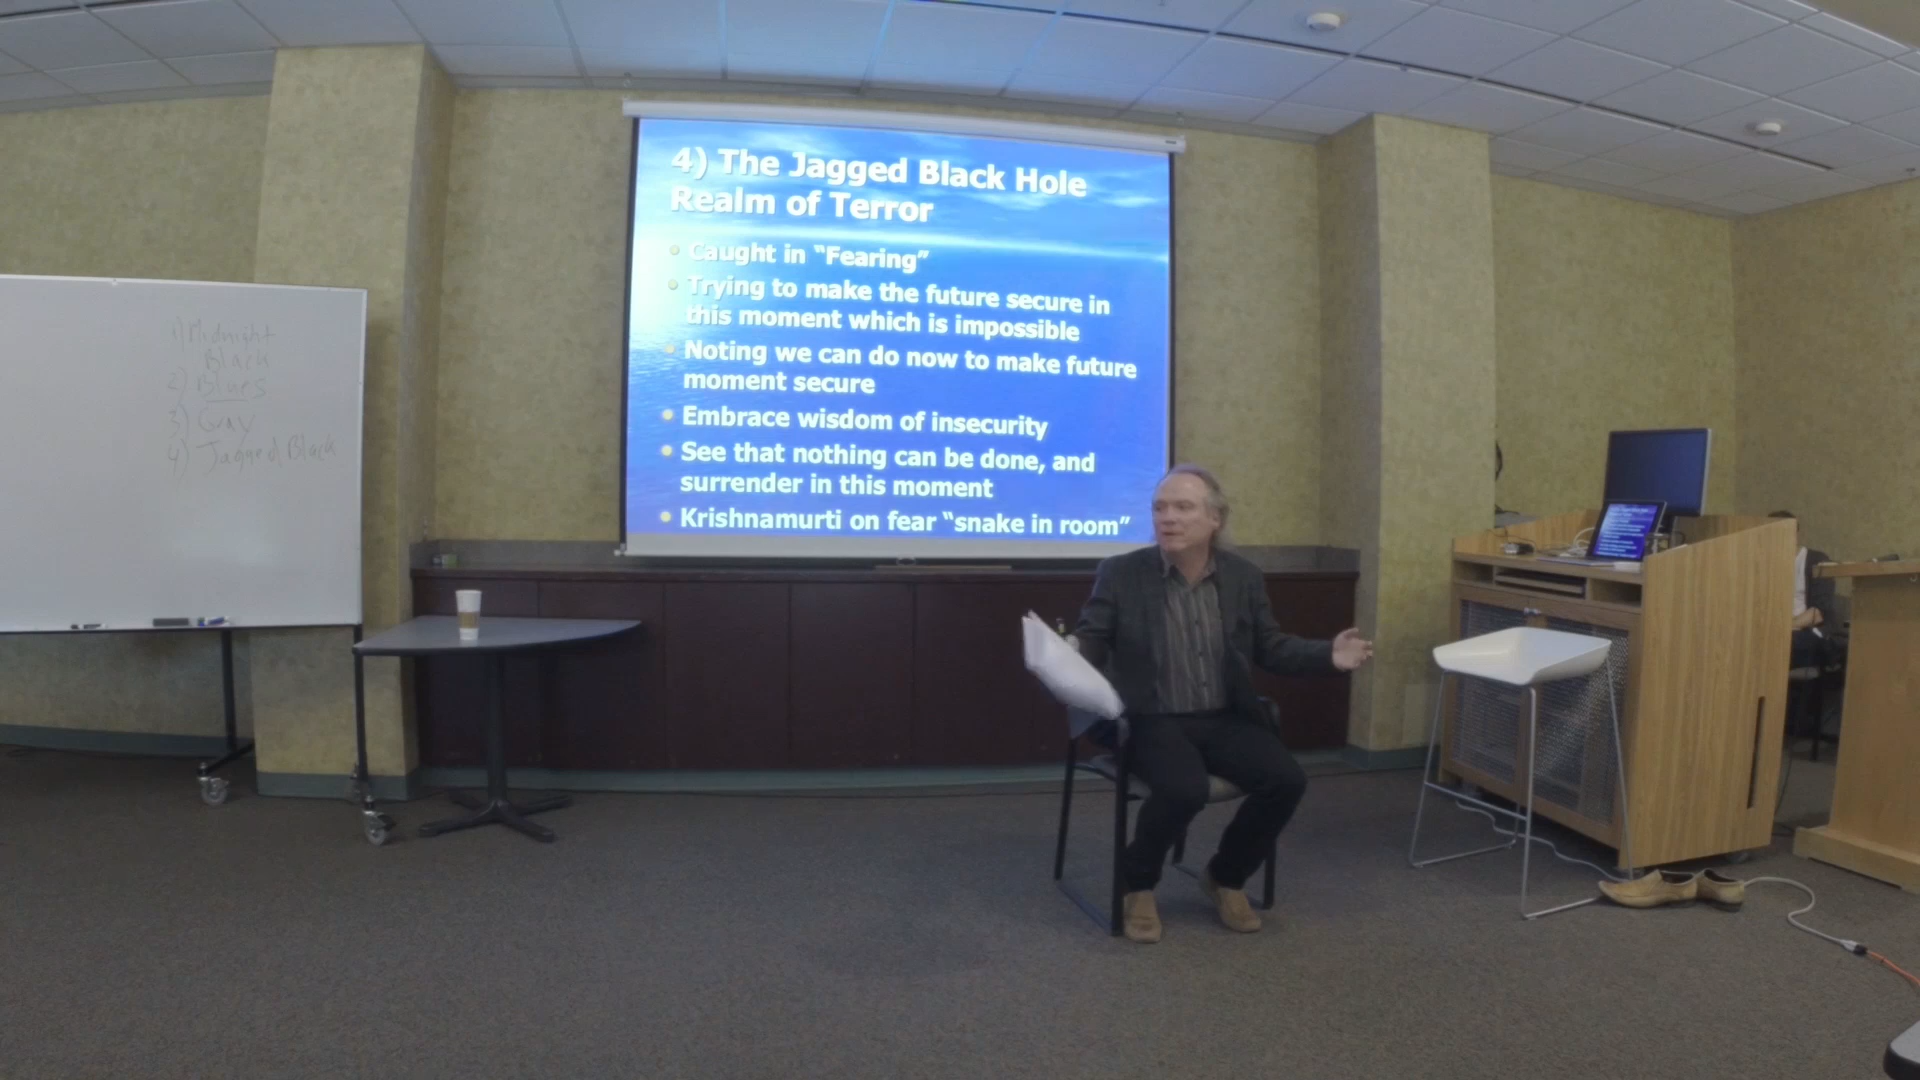 1) Midnight
Black
2) Blues
3) Gray
4) Jagged Black
4) The Jagged Black Hole
Realm of Terror
Caught in “Fearing”
Trying to make the future secure in
this moment which is impossible
Noting we can do now to make future
moment secure
Embrace wisdom of insecurity
See that nothing can be done, and
surrender in this moment
Krishnamurti on fear “snake in room”